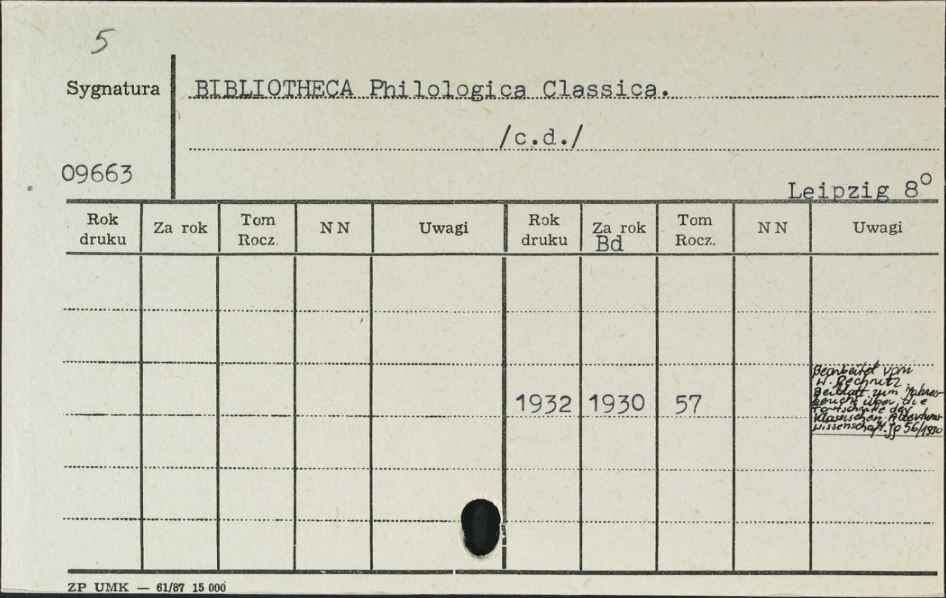 5
Sygnatura BIBLIOTHECA Philologica Classica.
/c.d./
09663
Leipzig 8°
Rok druku Za rok Tom Rocz. NN Uwagi Rok druku Za rok Bd Tom Rocz. NN Uwagi
1932 1930 57
Bearbeitet von
W. Rechnitz
Beiblatt zum Jahres-
bericht über die
Fortschritte der
klassischen Altertums
wissenschaft. Jg 56/1930
ZP UMK — 61/87 15 000